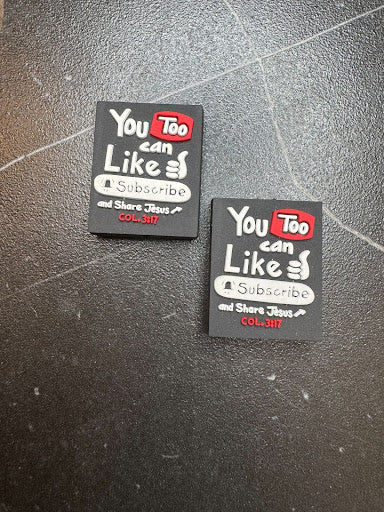 You Too
can
Like
Subscribe
and Share Jesus
COL.3:17
You Too
can
Like
Subscribe
and Share Jesus
COL.3:17